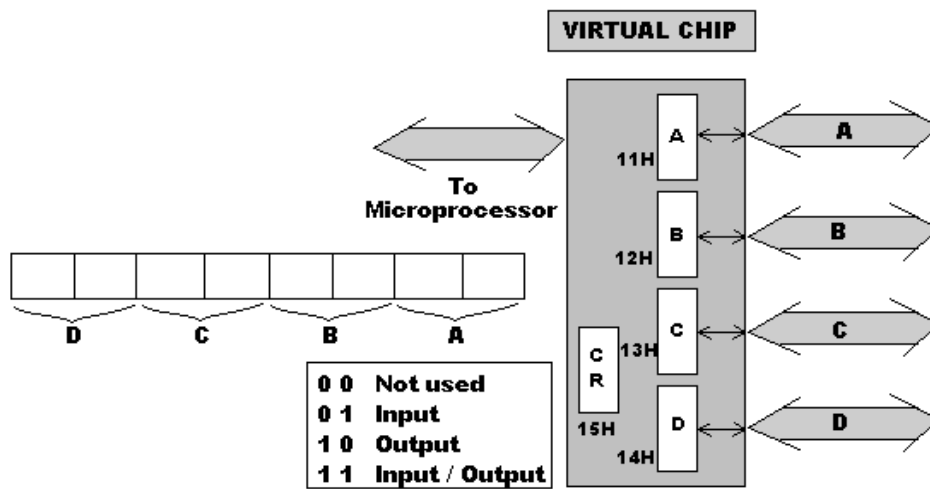 VIRTUAL CHIP
To
Microprocessor
A
11H
A
B
12H
B
C
13H
C
C
R
15H
D
14H
D
D C B A
0 0 Not used
0 1 Input
1 0 Output
1 1 Input / Output